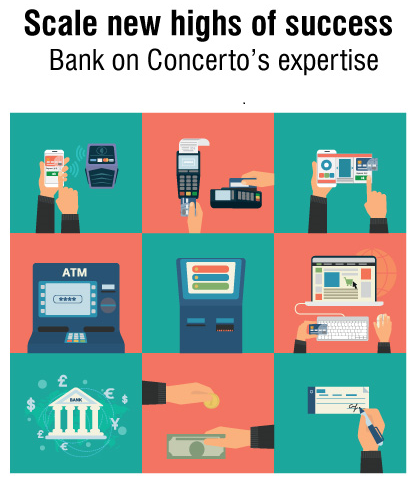 Scale new highs of success
Bank on Concerto's expertise
ATM
****
BANK
$
£
€
¥
£
€
$